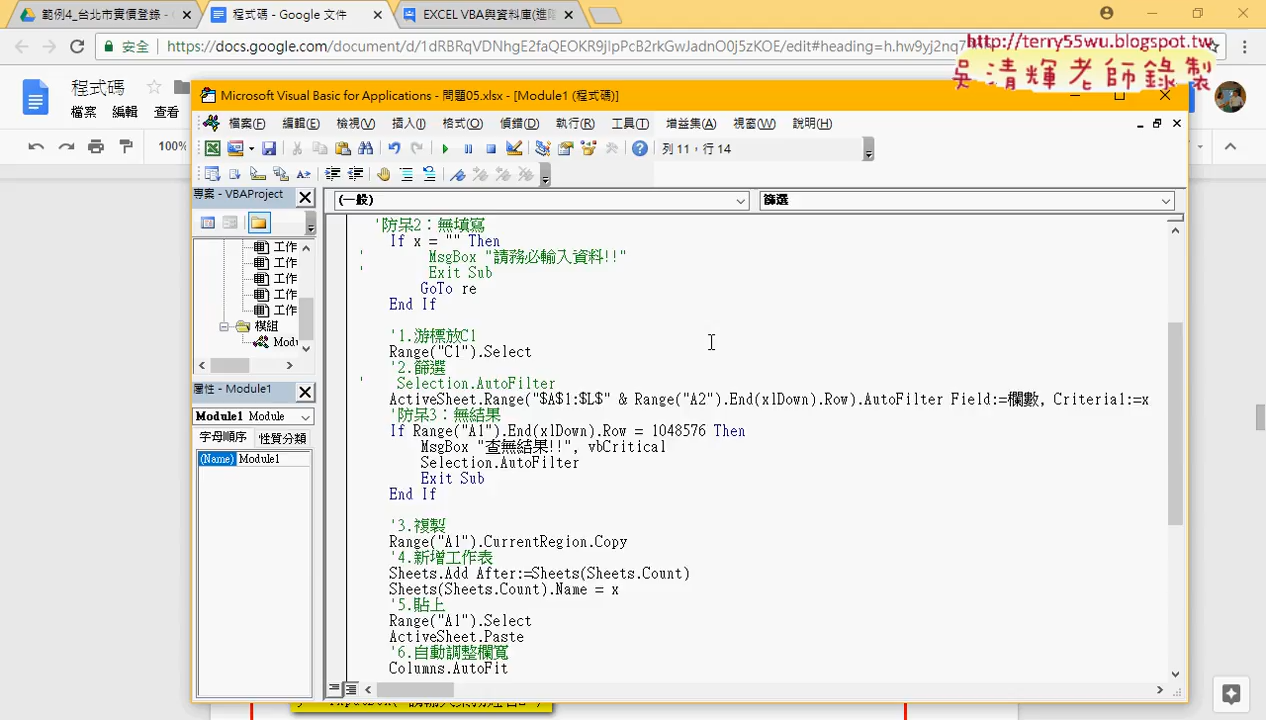 範例4_台北市實價登錄. -
程式碼 - Google 文件
EXCEL VBA與資料庫(進
安全
https://docs.google.com/document/d/1dRBRqVDNhgE2faQEOKR9jlpPcB2rkGwJadnO0j5zKOE/edit#heading=h.hw9yj2nq7
http://terry55wu.blogspot.tw
吳清輝老師錄製
程式碼
檔案 編輯 查看
100%
Microsoft Visual Basic for Applications - 問題05.xlsx - [Module1 (程式碼)]
檔案(F) 編輯(E) 檢視(V) 插入(I) 格式(O) 偵錯(D) 執行(R) 工具(T) 增益集(A) 視窗(W) 說明(H)
列 11，行 14
專案 - VBAProject
(一般)
篩選
工作
工作
工作
工作
工作
模組
Modu
屬性 - Module1
Module1 Module
字母順序 性質分類
(Name) Module1
'防呆2：無填寫
If x = "" Then
' MsgBox "請務必輸入資料!!"
' Exit Sub
GoTo re
End If
'1.游標放C1
Range("C1").Select
'2.篩選
' Selection.AutoFilter
ActiveSheet.Range("$A$1:$L$" & Range("A2").End(xlDown).Row).AutoFilter Field:=欄數, Criteria1:=x
'防呆3：無結果
If Range("A1").End(xlDown).Row = 1048576 Then
MsgBox "查無結果!!", vbCritical
Selection.AutoFilter
Exit Sub
End If
'3.複製
Range("A1").CurrentRegion.Copy
'4.新增工作表
Sheets.Add After:=Sheets(Sheets.Count)
Sheets(Sheets.Count).Name = x
'5.貼上
Range("A1").Select
ActiveSheet.Paste
'6.自動調整欄寬
Columns.AutoFit